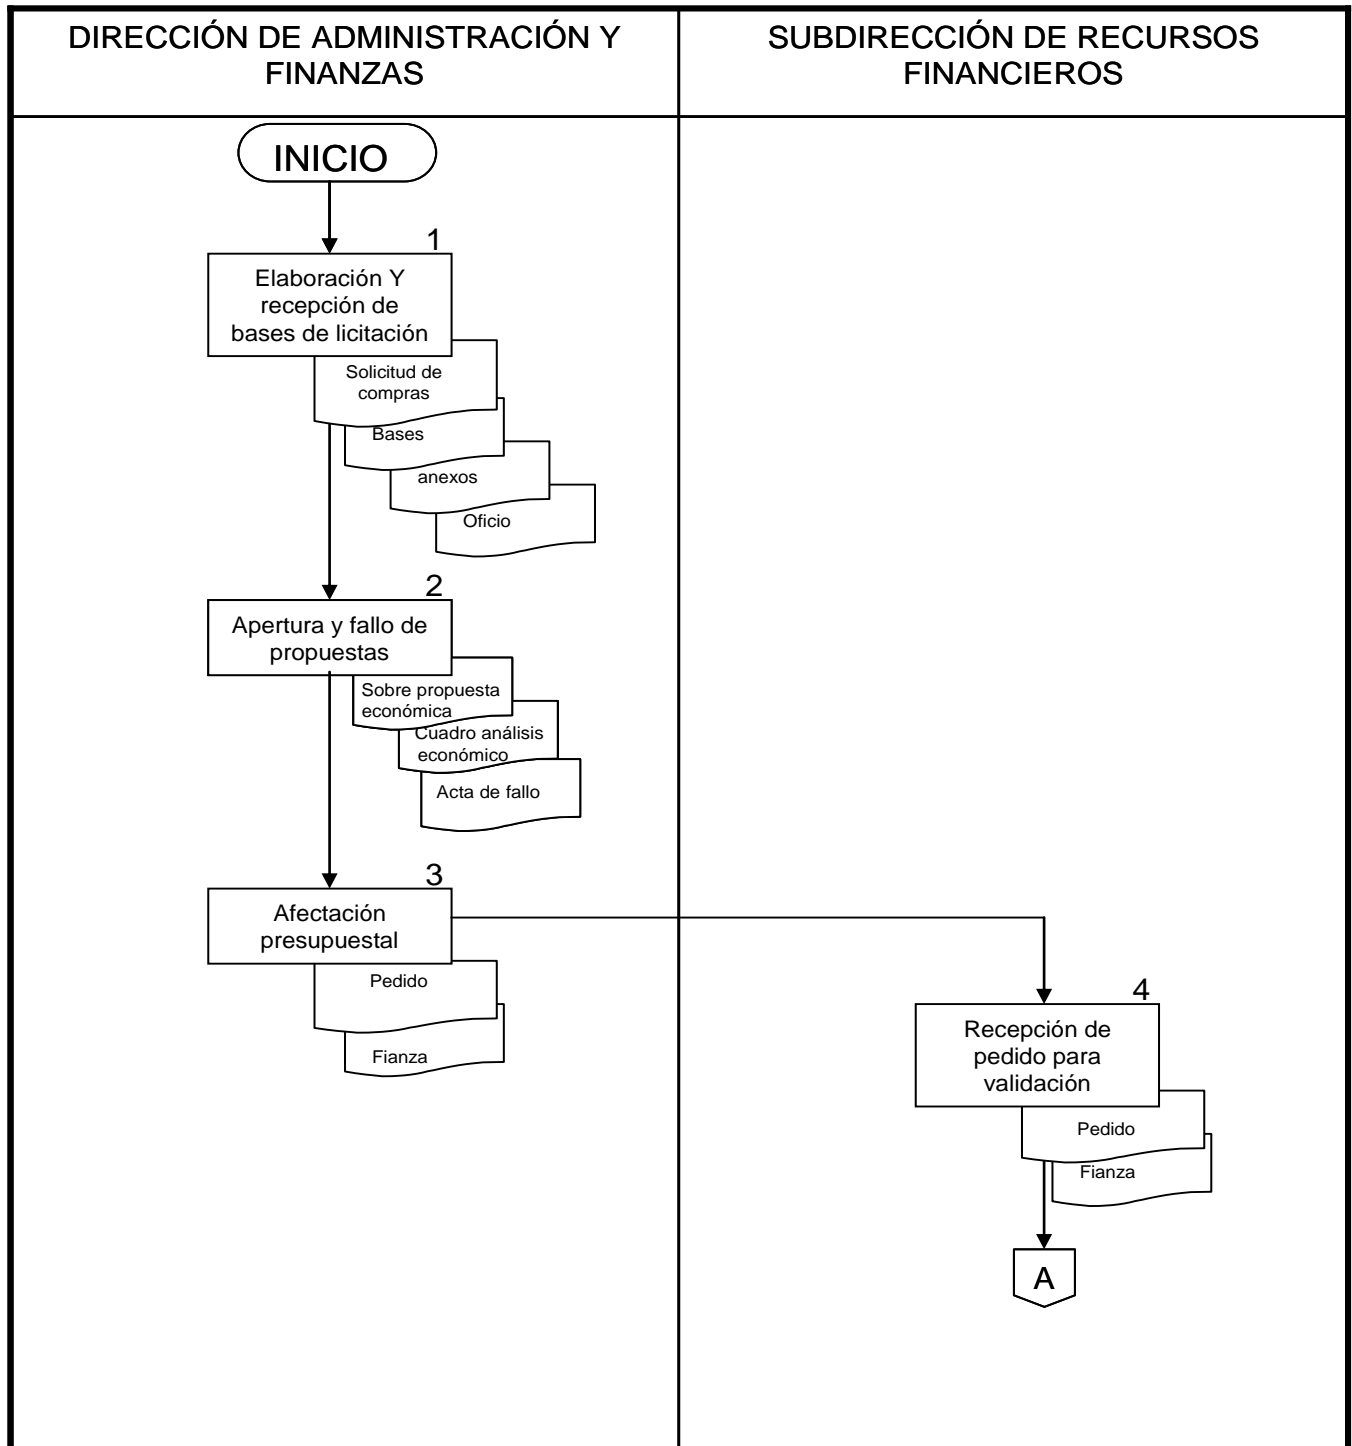 DIRECCIÓN DE ADMINISTRACIÓN Y
FINANZAS
SUBDIRECCIÓN DE RECURSOS
FINANCIEROS
INICIO
1
Elaboración Y
recepción de
bases de licitación
Solicitud de
compras
Bases
anexos
Oficio
2
Apertura y fallo de
propuestas
Sobre propuesta
económica
Cuadro análisis
económico
Acta de fallo
3
Afectación
presupuestal
Pedido
Fianza
4
Recepción de
pedido para
validación
Pedido
Fianza
A